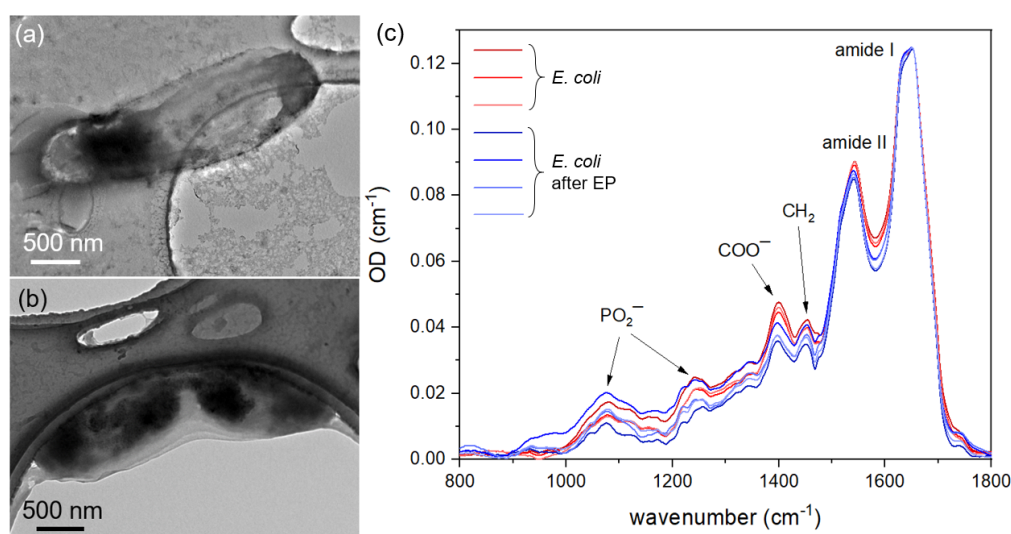 (a)
500 nm
(b)
500 nm
(c)
OD (cm⁻¹)
0.12
0.10
0.08
0.06
0.04
0.02
0.00
E. coli
E. coli
after EP
amide I
amide II
CH₂
COO⁻
PO₂⁻
800
1000
1200
1400
1600
1800
wavenumber (cm⁻¹)